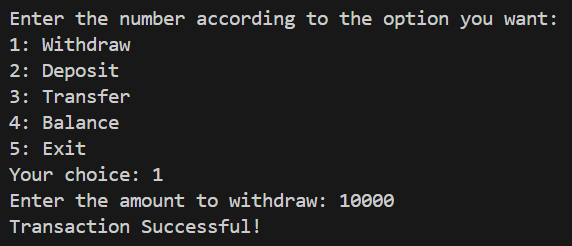 Enter the number according to the option you want:
1: Withdraw
2: Deposit
3: Transfer
4: Balance
5: Exit
Your choice: 1
Enter the amount to withdraw: 10000
Transaction Successful!